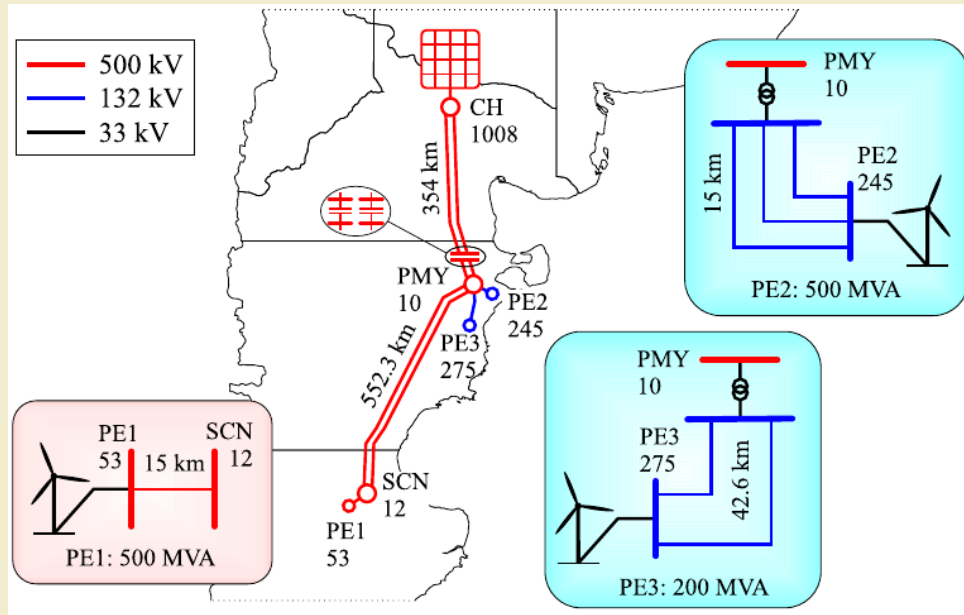 500 kV
132 kV
33 kV
CH
1008
354 km
PMY
10
PE2
245
PE3
275
552.3 km
SCN
12
PE1
53
PMY
10
PE2
245
15 km
PE2: 500 MVA
PMY
10
PE3
275
42.6 km
PE3: 200 MVA
PE1
53
SCN
12
15 km
PE1: 500 MVA